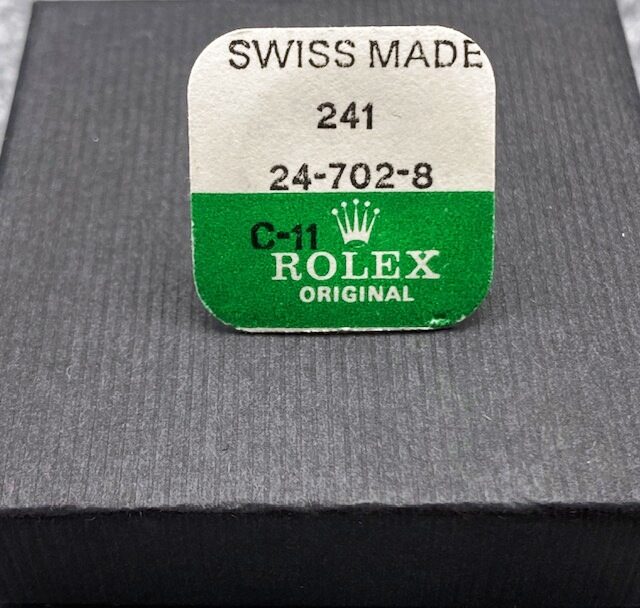 SWISS MADE
241
24-702-8
C-11
ROLEX
ORIGINAL